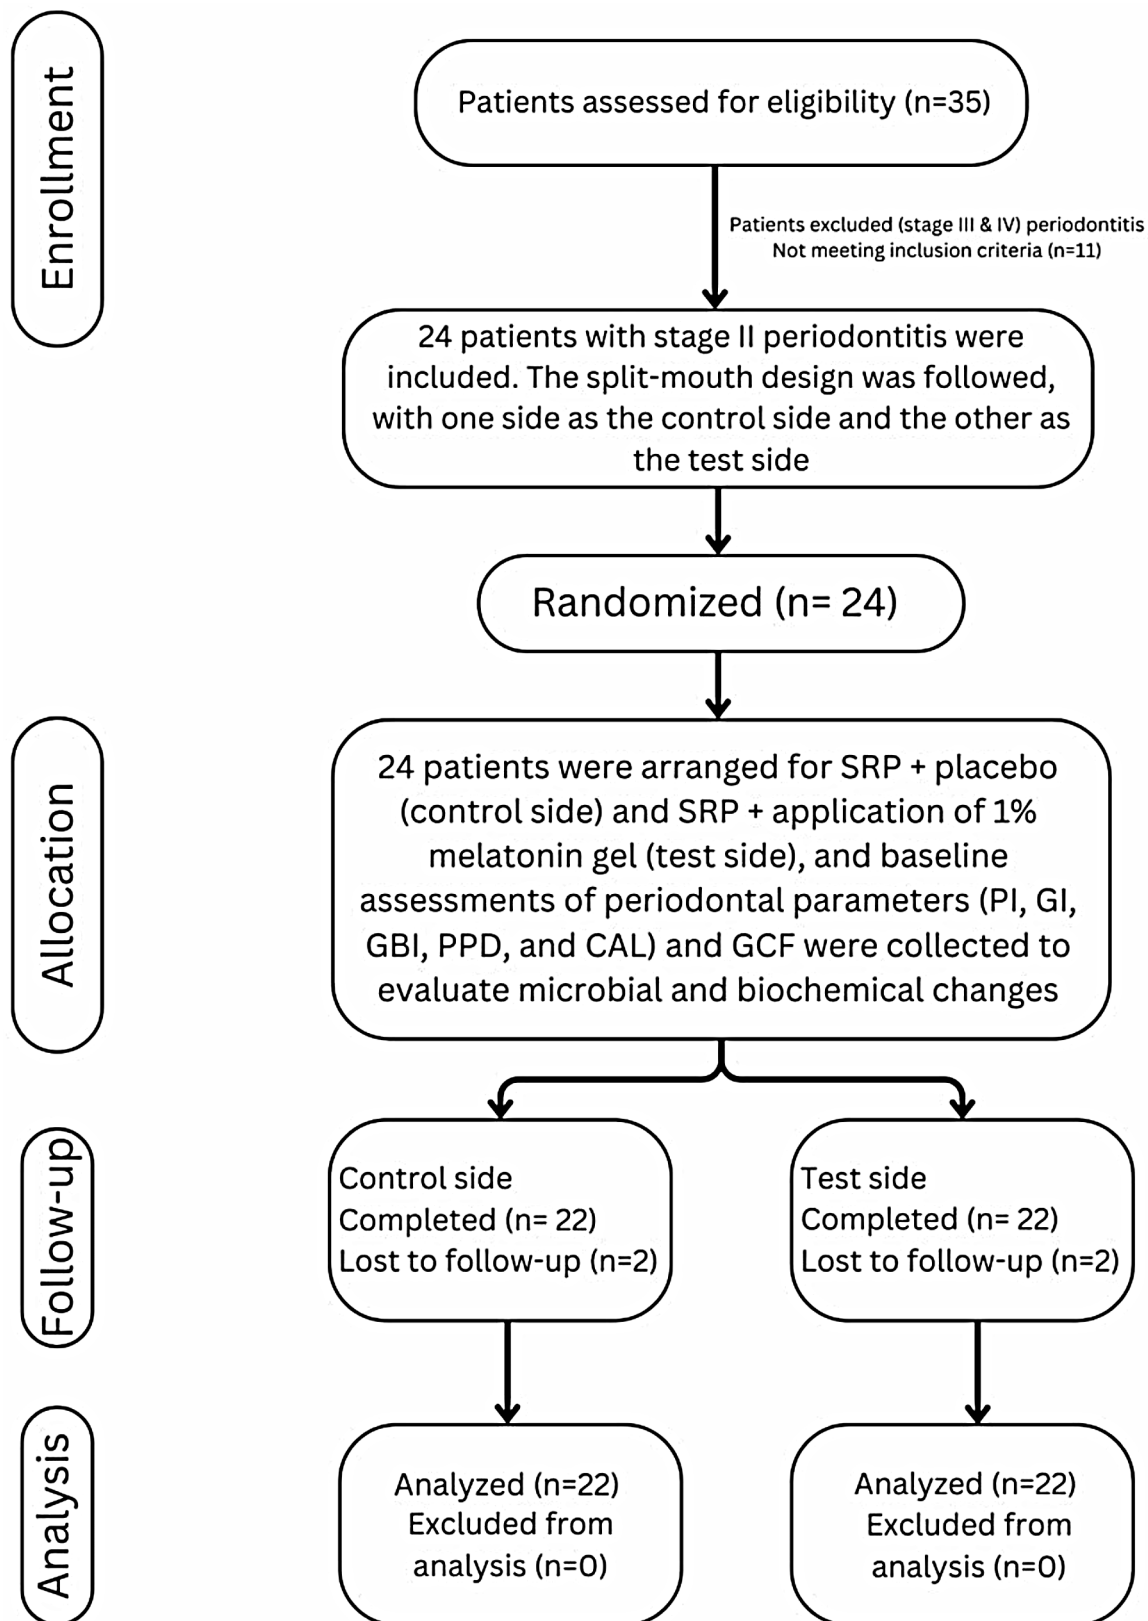 Enrollment
Patients assessed for eligibility (n=35)
Patients excluded (stage III & IV) periodontitis
Not meeting inclusion criteria (n=11)
24 patients with stage II periodontitis were
included. The split-mouth design was followed,
with one side as the control side and the other as
the test side
Randomized (n= 24)
Allocation
24 patients were arranged for SRP + placebo
(control side) and SRP + application of 1%
melatonin gel (test side), and baseline
assessments of periodontal parameters (PI, GI,
GBI, PPD, and CAL) and GCF were collected to
evaluate microbial and biochemical changes
Follow-up
Control side
Completed (n= 22)
Lost to follow-up (n=2)
Test side
Completed (n= 22)
Lost to follow-up (n=2)
Analysis
Analyzed (n=22)
Excluded from
analysis (n=0)
Analyzed (n=22)
Excluded from
analysis (n=0)